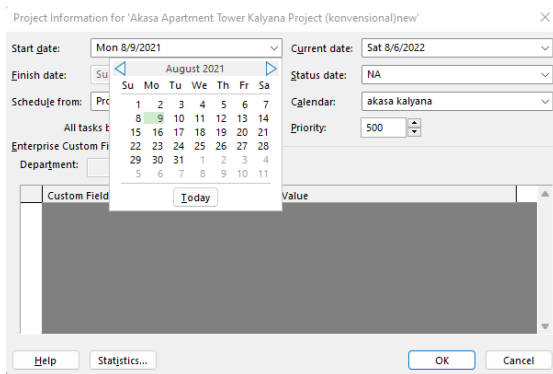 Project Information for 'Akasa Apartment Tower Kalyana Project (konvensional)new'
Start date: Mon 8/9/2021 Current date: Sat 8/6/2022
Finish date: Su Status date: NA
Schedule from: Pro Calendar: akasa kalyana
All tasks b Priority: 500
Enterprise Custom Fi
Department:
Custom Field Value
August 2021
Su Mo Tu We Th Fr Sa
1 2 3 4 5 6 7
8 9 10 11 12 13 14
15 16 17 18 19 20 21
22 23 24 25 26 27 28
29 30 31 1 2 3 4
5 6 7 8 9 10 11
Today
Help Statistics... OK Cancel